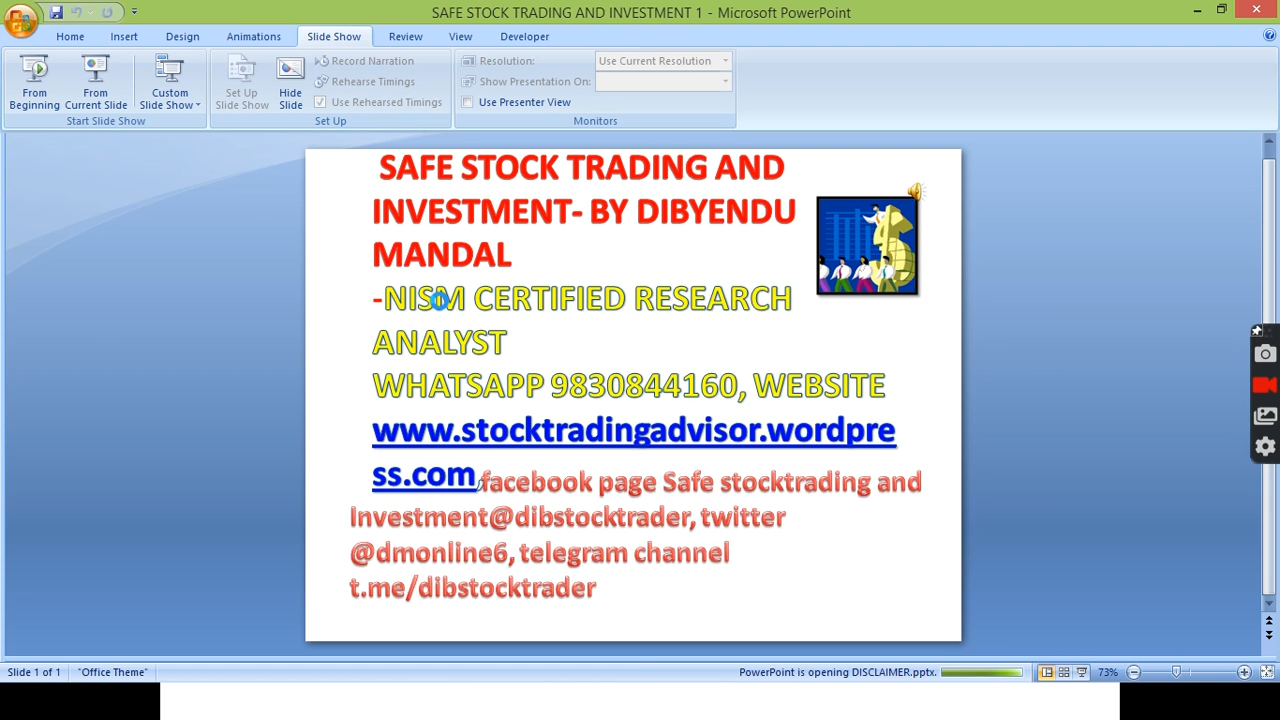 SAFE STOCK TRADING AND INVESTMENT 1 - Microsoft PowerPoint
Home Insert Design Animations Slide Show Review View Developer
From Beginning
From Current Slide
Custom Slide Show
Start Slide Show
Set Up Slide Show
Hide Slide
Record Narration
Rehearse Timings
Use Rehearsed Timings
Set Up
Resolution: Use Current Resolution
Show Presentation On:
Use Presenter View
Monitors
SAFE STOCK TRADING AND
INVESTMENT- BY DIBYENDU
MANDAL
-NISM CERTIFIED RESEARCH
ANALYST
WHATSAPP 9830844160, WEBSITE
www.stocktradingadvisor.wordpre
ss.com,facebook page Safe stocktrading and
Investment@dibstocktrader, twitter
@dmonline6, telegram channel
t.me/dibstocktrader
Slide 1 of 1 "Office Theme" PowerPoint is opening DISCLAIMER.pptx. 73%